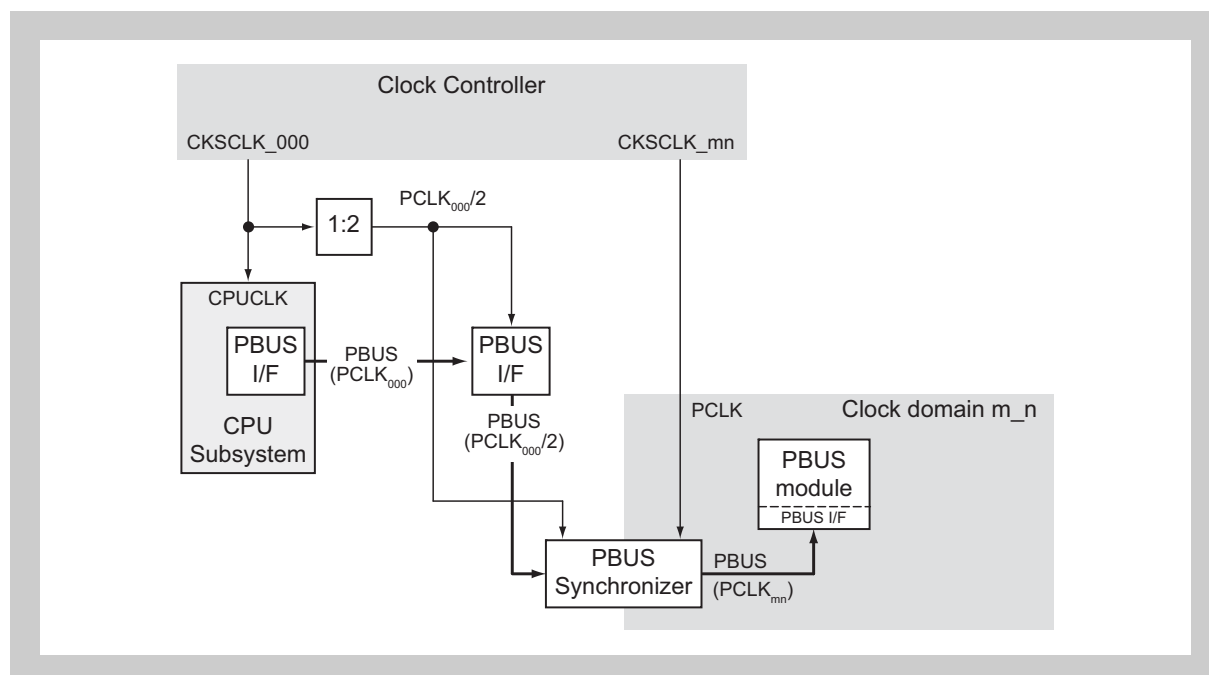 Clock Controller
CKSCLK_000
CKSCLK_mn
PCLK000/2
1:2
CPUCLK
PBUS
I/F
CPU
Subsystem
PBUS
(PCLK000)
PBUS
I/F
PBUS
(PCLK000/2)
PCLK
Clock domain m_n
PBUS
module
PBUS I/F
PBUS
Synchronizer
PBUS
(PCLKmn)